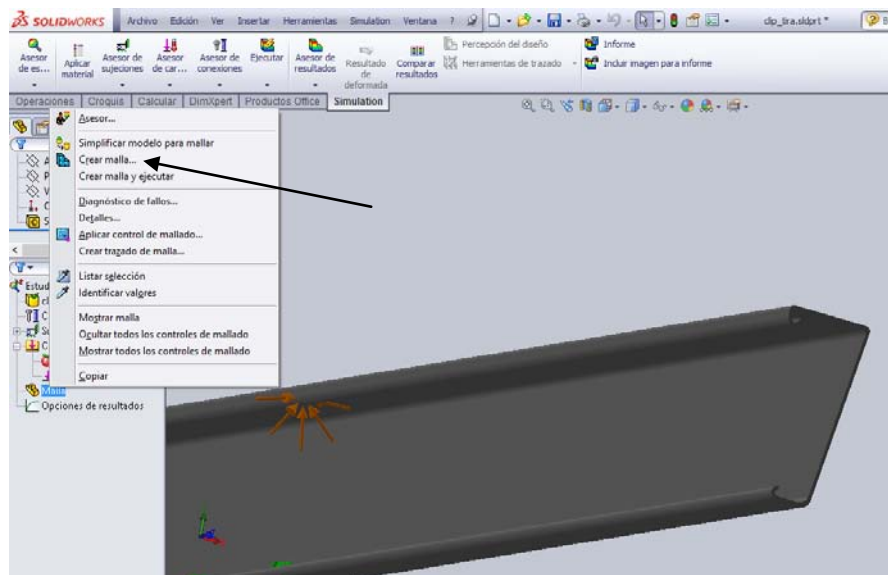 SOLIDWORKS Archivo Edición Ver Insertar Herramientas Simulation Ventana ? clip_tira.sldprt *
Asesor de es...
Aplicar material
Asesor de sujeciones
Asesor de car...
Asesor de conexiones
Ejecutar
Asesor de resultados
Resultado de deformada
Comparar resultados
Percepción del diseño
Herramientas de trazado
Informe
Incluir imagen para informe
Operaciones Croquis Calcular DimXpert Productos Office Simulation
Asesor...
Simplificar modelo para mallar
Crear malla...
Crear malla y ejecutar
Diagnóstico de fallos...
Detalles...
Aplicar control de mallado...
Crear trazado de malla...
Listar selección
Identificar valores
Mostrar malla
Ocultar todos los controles de mallado
Mostrar todos los controles de mallado
Copiar
Estud
Malla
Opciones de resultados